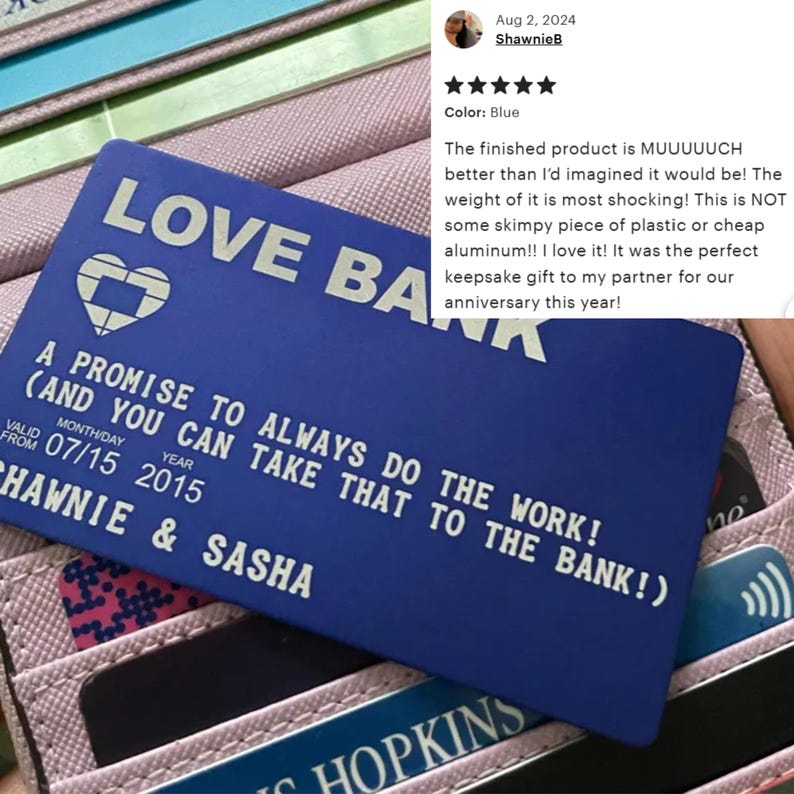 Aug 2, 2024
ShawnieB
Color: Blue
The finished product is MUUUUUCH
better than I'd imagined it would be! The
weight of it is most shocking! This is NOT
some skimpy piece of plastic or cheap
aluminum!! I love it! It was the perfect
keepsake gift to my partner for our
anniversary this year!
LOVE BANK
A PROMISE TO ALWAYS DO THE WORK!
(AND YOU CAN TAKE THAT TO THE BANK!)
VALID
FROM
MONTH/DAY
07/15
YEAR
2015
SHAWNIE & SASHA
HOPKINS